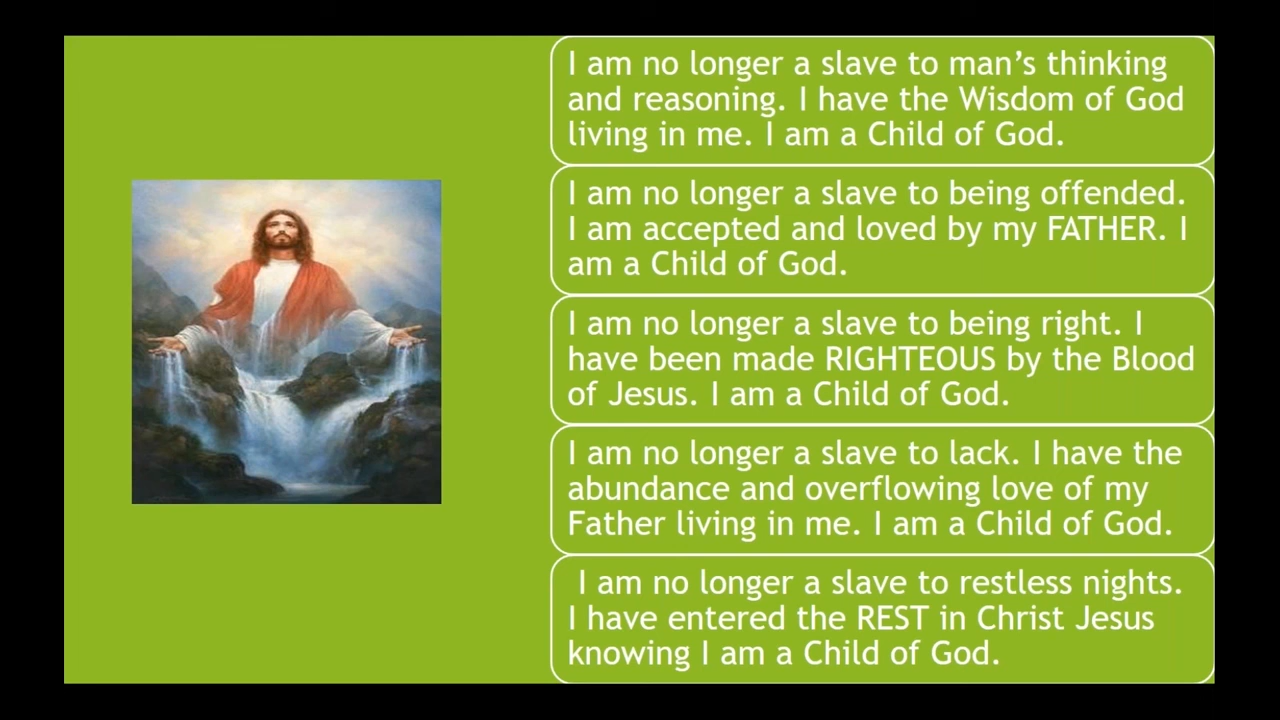 I am no longer a slave to man’s thinking
and reasoning. I have the Wisdom of God
living in me. I am a Child of God.
I am no longer a slave to being offended.
I am accepted and loved by my FATHER. I
am a Child of God.
I am no longer a slave to being right. I
have been made RIGHTEOUS by the Blood
of Jesus. I am a Child of God.
I am no longer a slave to lack. I have the
abundance and overflowing love of my
Father living in me. I am a Child of God.
I am no longer a slave to restless nights.
I have entered the REST in Christ Jesus
knowing I am a Child of God.